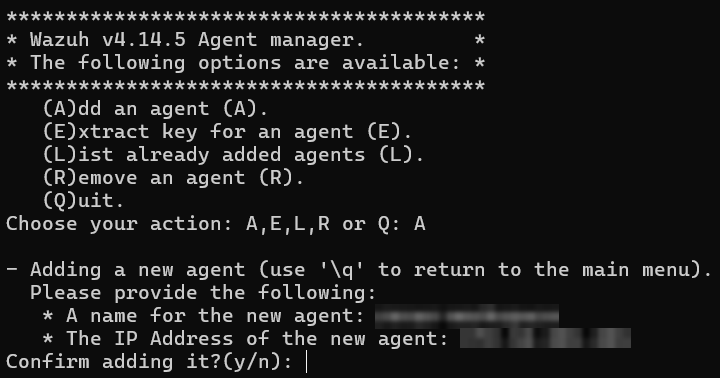 ****************************************
* Wazuh v4.14.5 Agent manager.         *
* The following options are available: *
****************************************
   (A)dd an agent (A).
   (E)xtract key for an agent (E).
   (L)ist already added agents (L).
   (R)emove an agent (R).
   (Q)uit.
Choose your action: A,E,L,R or Q: A

- Adding a new agent (use '\q' to return to the main menu).
  Please provide the following:
   * A name for the new agent:
   * The IP Address of the new agent:
Confirm adding it?(y/n):